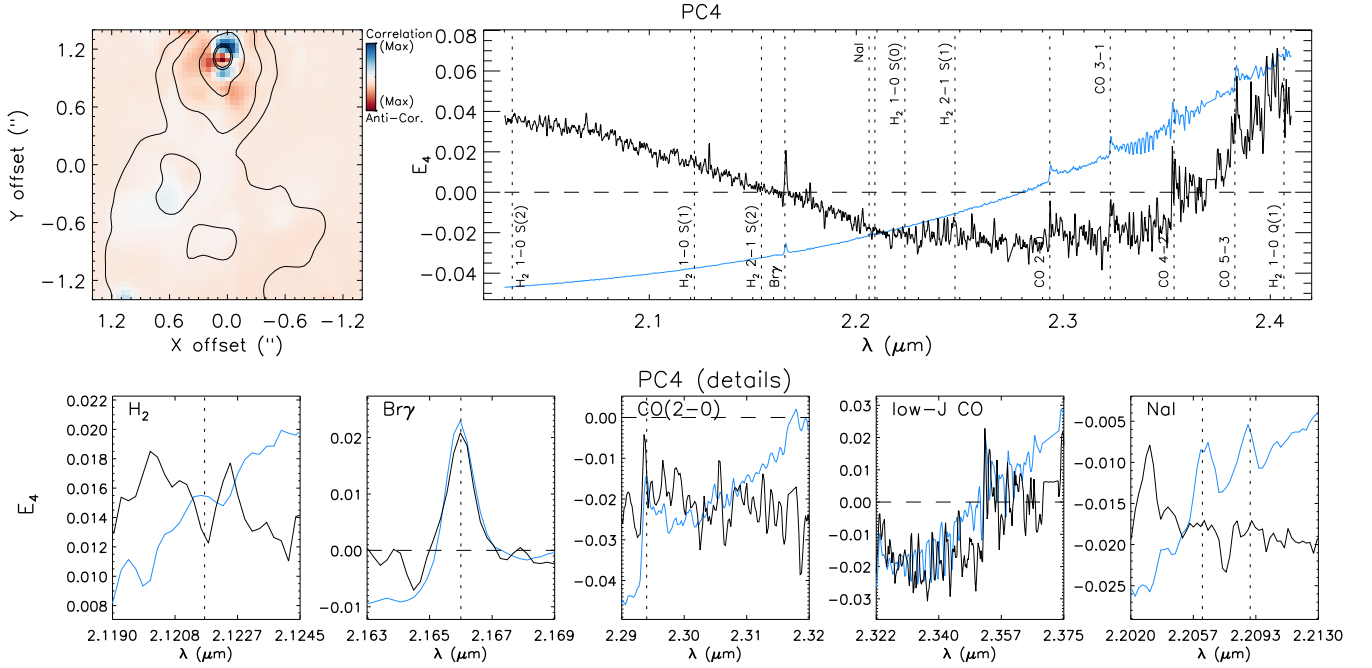 PC4
Correlation
(Max)
(Max)
Anti-Cor.
1.2
0.6
0.0
−0.6
−1.2
Y offset ('')
1.2 0.6 0.0 −0.6 −1.2
X offset ('')
0.08
0.06
0.04
0.02
0.00
−0.02
−0.04
E4
H2 1−0 S(2)
H2 1−0 S(1)
H2 2−1 S(2)
Brγ
NaI
H2 1−0 S(0)
H2 2−1 S(1)
CO 2−0
CO 3−1
CO 4−2
CO 5−3
H2 1−0 Q(1)
2.1 2.2 2.3 2.4
λ (μm)
PC4 (details)
H2
0.022
0.020
0.018
0.016
0.014
0.012
0.010
0.008
E4
2.1190 2.1208 2.1227 2.1245
λ (μm)
Brγ
0.02
0.01
0.00
−0.01
2.163 2.165 2.167 2.169
λ (μm)
CO(2−0)
0.00
−0.01
−0.02
−0.03
−0.04
2.29 2.30 2.31 2.32
λ (μm)
low−J CO
0.03
0.02
0.01
0.00
−0.01
−0.02
−0.03
2.322 2.340 2.357 2.375
λ (μm)
NaI
−0.005
−0.010
−0.015
−0.020
−0.025
2.2020 2.2057 2.2093 2.2130
λ (μm)